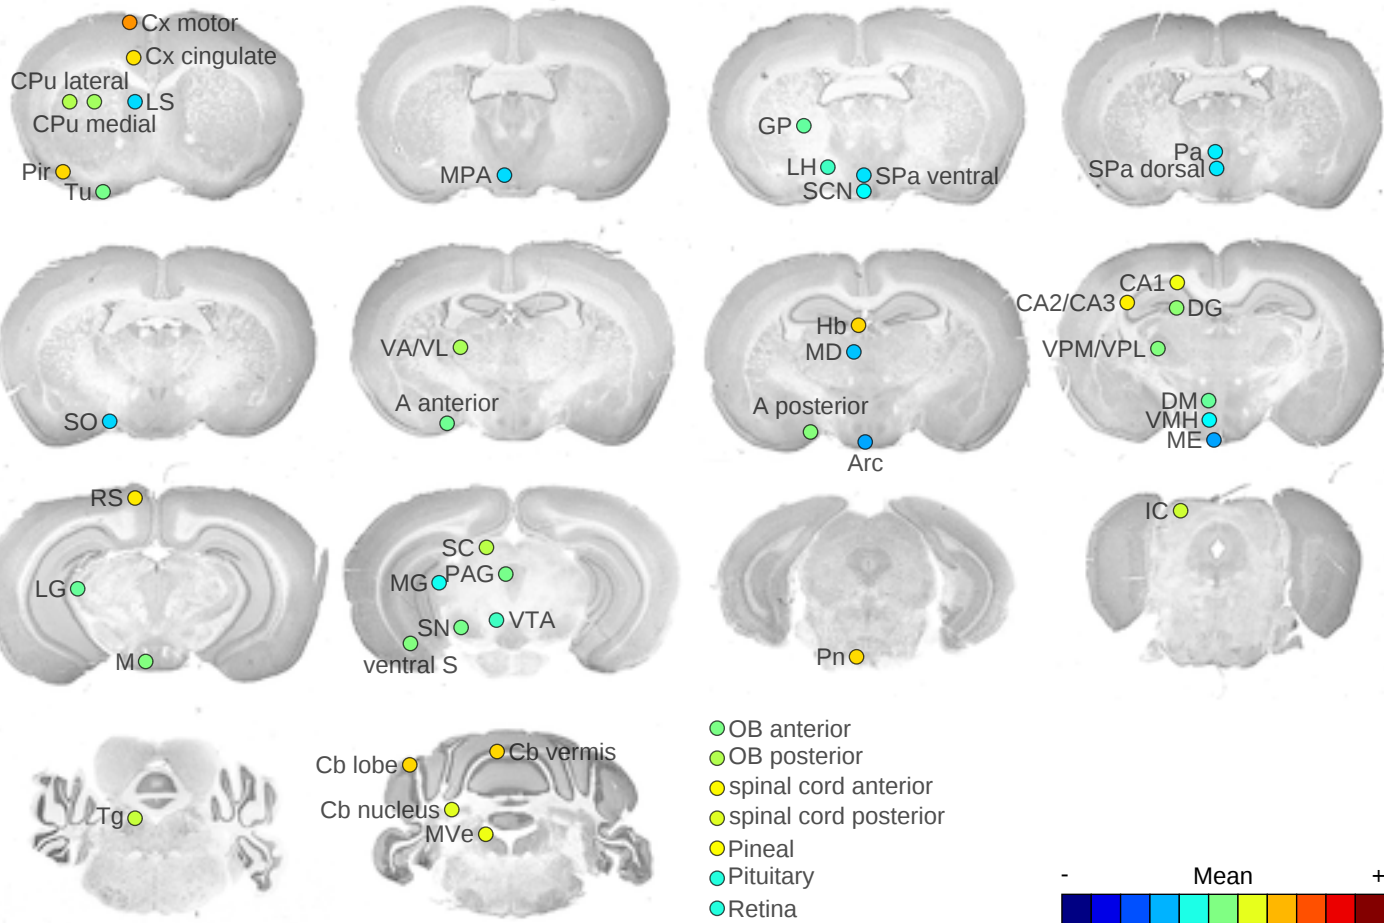 Cx motor
Cx cingulate
CPu lateral
LS
CPu medial
Pir
Tu
MPA
GP
LH
SPa ventral
SCN
Pa
SPa dorsal
SO
VA/VL
A anterior
Hb
MD
A posterior
Arc
CA1
CA2/CA3
DG
VPM/VPL
DM
VMH
ME
RS
LG
M
SC
PAG
MG
VTA
SN
ventral S
Pn
IC
Tg
Cb vermis
Cb lobe
Cb nucleus
MVe
OB anterior
OB posterior
spinal cord anterior
spinal cord posterior
Pineal
Pituitary
Retina
- Mean +